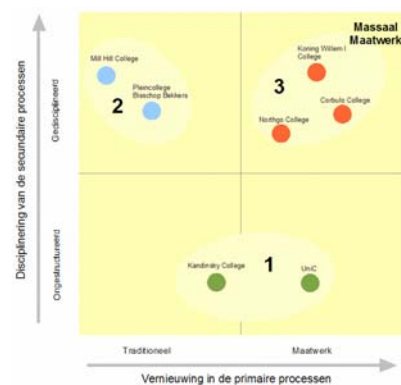 Massaal
Maatwerk
Mill Hill College
Koning Willem I
College
Pleincollege
Bisschop Bekkers
3
2
Corbulo College
Northgo College
Kandinsky College
1
UniC
Disciplinering van de secundaire processen
Gedisciplineerd
Ongestructureerd
Traditioneel
Maatwerk
Vernieuwing in de primaire processen